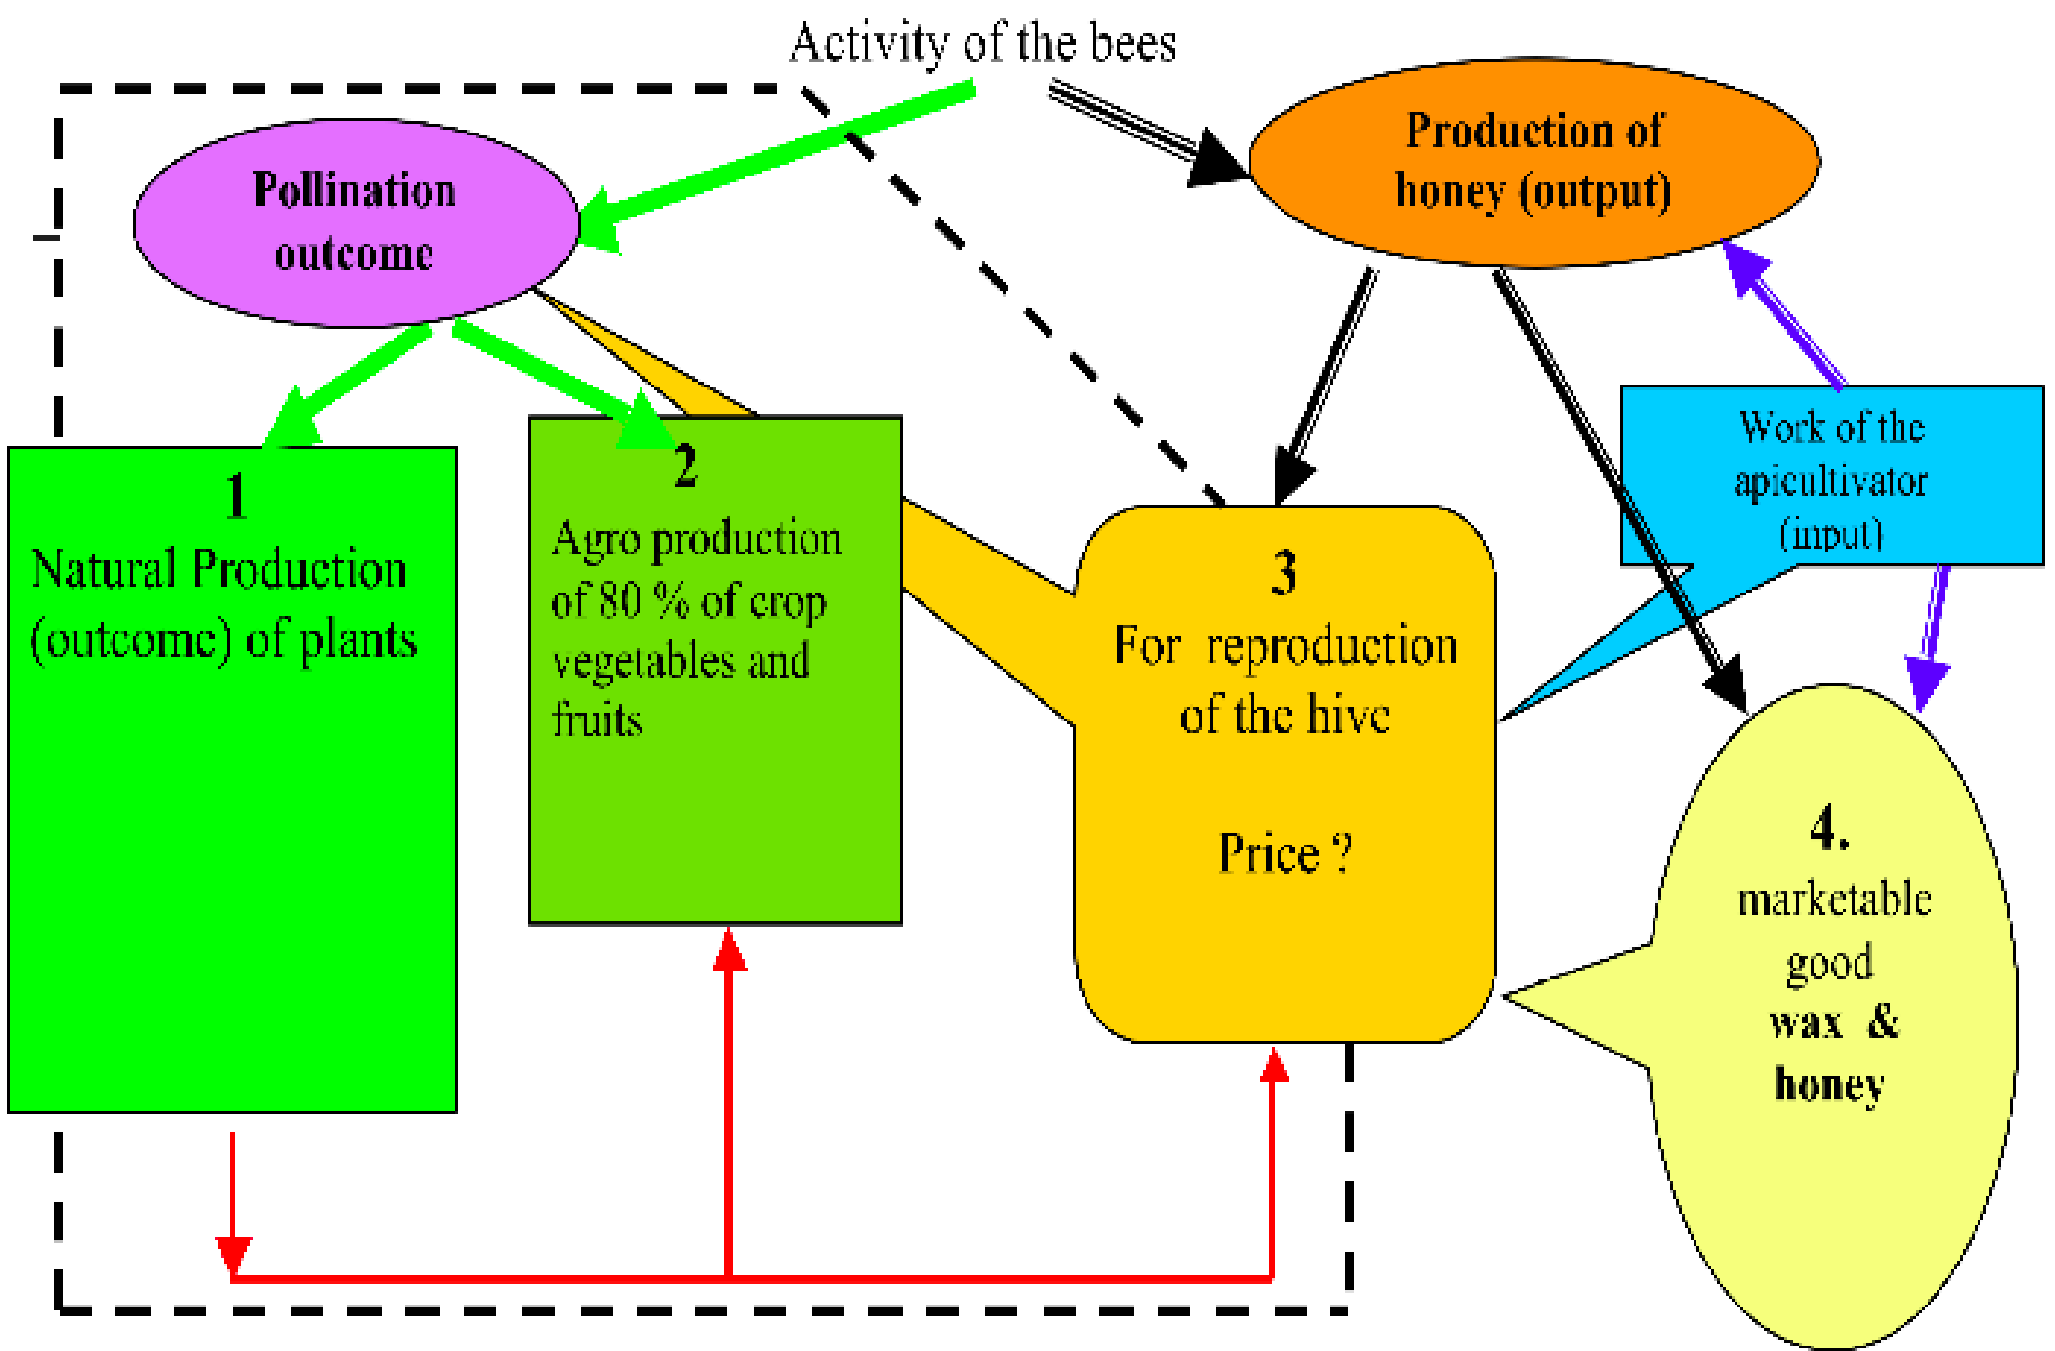 Activity of the bees
Production of
honey (output)
Pollination
outcome
Work of the
apicultivator
(input)
1
Natural Production
(outcome) of plants
2
Agro production
of 80 % of crop
vegetables and
fruits
3
For reproduction
of the hive
Price ?
4.
marketable
good
wax &
honey